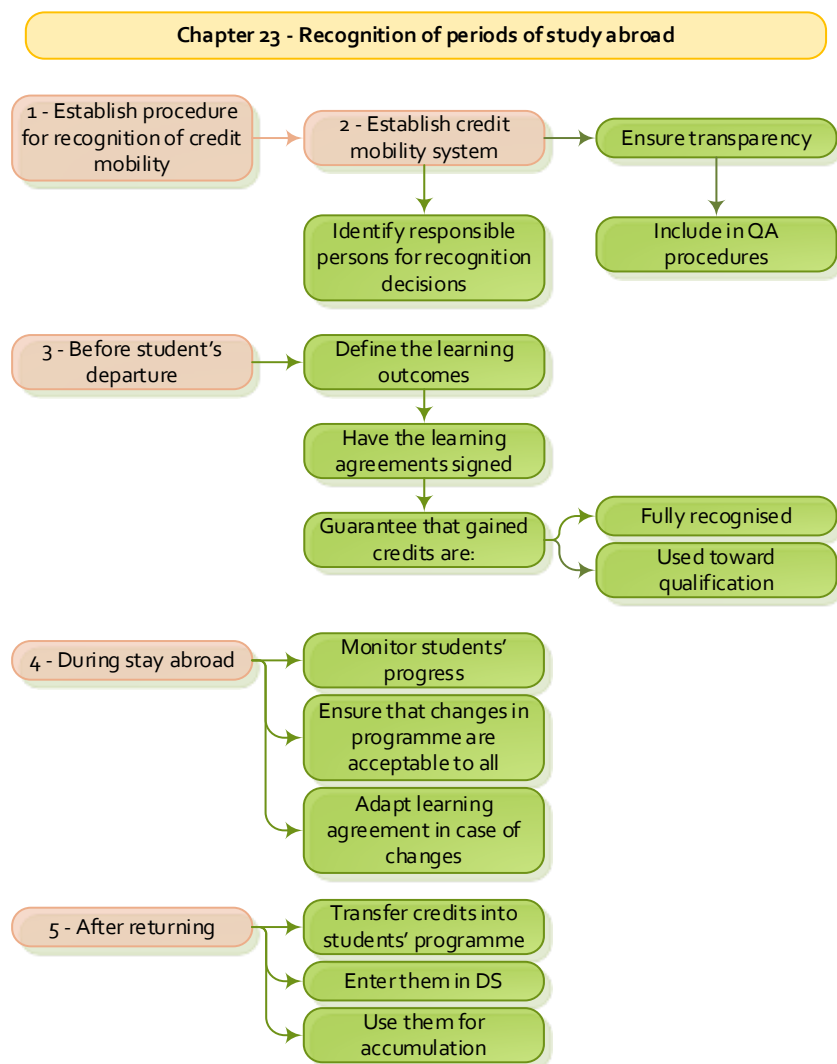 Chapter 23 - Recognition of periods of study abroad
1 - Establish procedure
for recognition of credit
mobility
2 - Establish credit
mobility system
Ensure transparency
Identify responsible
persons for recognition
decisions
Include in QA
procedures
3 - Before student's
departure
Define the learning
outcomes
Have the learning
agreements signed
Guarantee that gained
credits are:
Fully recognised
Used toward
qualification
4 - During stay abroad
Monitor students'
progress
Ensure that changes in
programme are
acceptable to all
Adapt learning
agreement in case of
changes
5 - After returning
Transfer credits into
students' programme
Enter them in DS
Use them for
accumulation